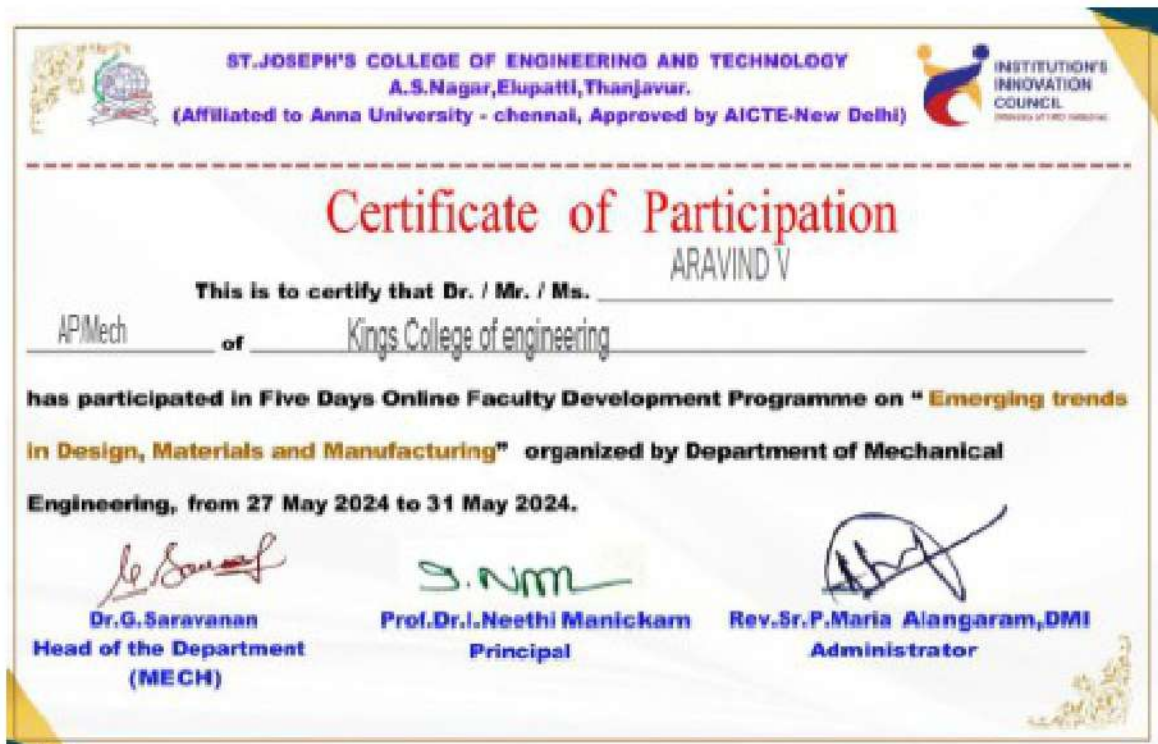 ST.JOSEPH'S COLLEGE OF ENGINEERING AND TECHNOLOGY
A.S.Nagar,Elupatti,Thanjavur.
(Affiliated to Anna University - chennai, Approved by AICTE-New Delhi)
INSTITUTION'S
INNOVATION
COUNCIL
Certificate of Participation
ARAVIND V
This is to certify that Dr. / Mr. / Ms.
AP/Mech of Kings College of engineering
has participated in Five Days Online Faculty Development Programme on “ Emerging trends
in Design, Materials and Manufacturing” organized by Department of Mechanical
Engineering, from 27 May 2024 to 31 May 2024.
Dr.G.Saravanan Prof.Dr.I.Neethi Manickam Rev.Sr.P.Maria Alangaram,DMI
Head of the Department Principal Administrator
(MECH)